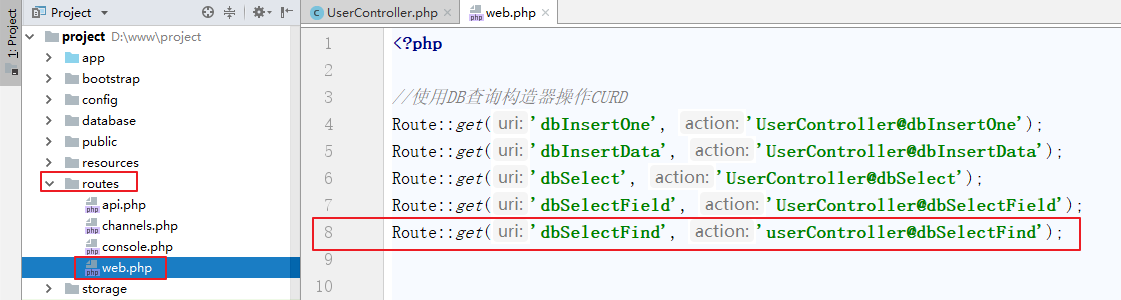 Project
UserController.php
web.php
1: Project
project D:\www\project
app
bootstrap
config
database
public
resources
routes
api.php
channels.php
console.php
web.php
storage
1 <?php
2
3 //使用DB查询构造器操作CURD
4 Route::get( uri: 'dbInsertOne', action: 'UserController@dbInsertOne');
5 Route::get( uri: 'dbInsertData', action: 'UserController@dbInsertData');
6 Route::get( uri: 'dbSelect', action: 'UserController@dbSelect');
7 Route::get( uri: 'dbSelectField', action: 'UserController@dbSelectField');
8 Route::get( uri: 'dbSelectFind', action: 'userController@dbSelectFind');
9
10